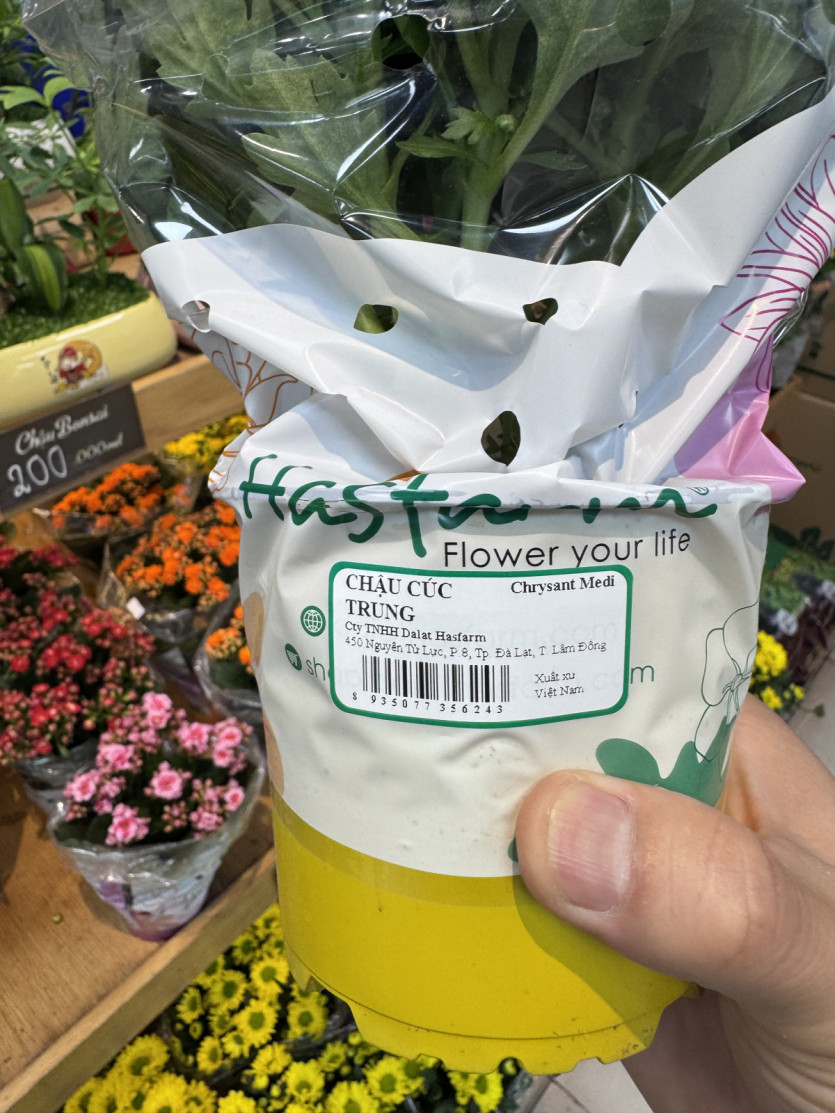 Chậu Bonsai
200.000vnđ
Hasfarm
Flower your life
CHẬU CÚC
TRUNG
Chrysant Medi
Cty TNHH Dalat Hasfarm
450 Nguyên Tử Lực, P.8, Tp. Đà Lạt, T. Lâm Đồng
8 935077 356243
Xuất xứ
Việt Nam